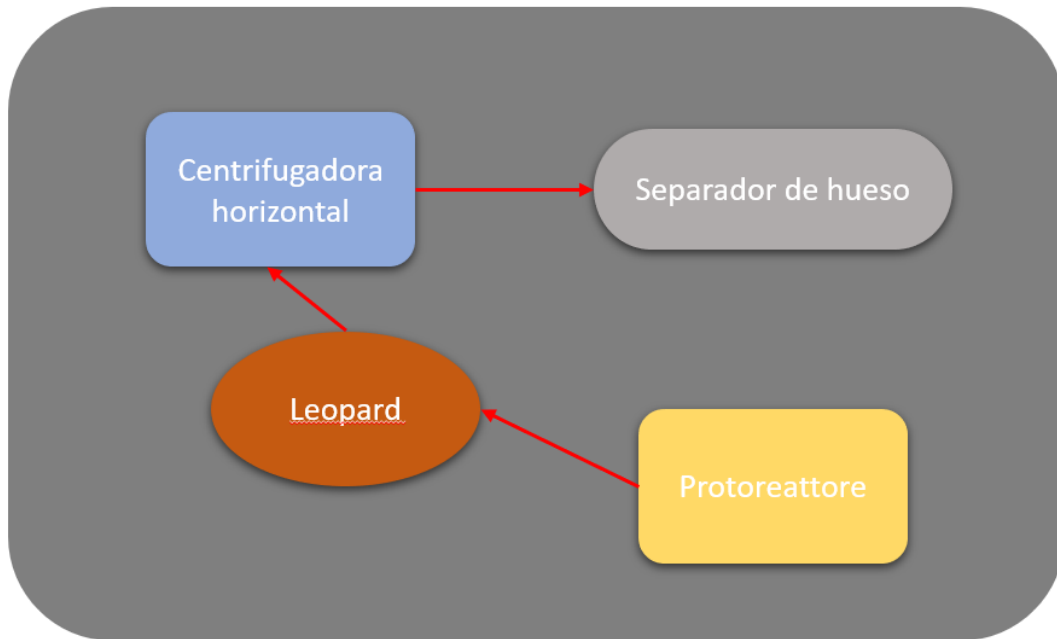 Centrifugadora
horizontal
Separador de hueso
Leopard
Protoreattore